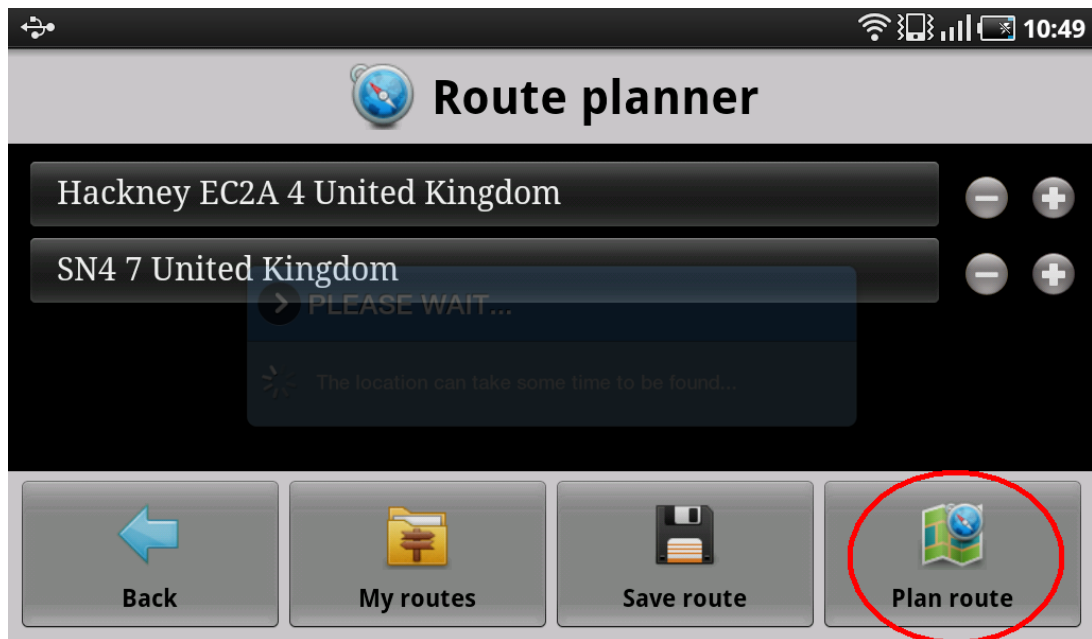 10:49
Route planner
Hackney EC2A 4 United Kingdom
SN4 7 United Kingdom
PLEASE WAIT...
The location can take some time to be found...
Back
My routes
Save route
Plan route